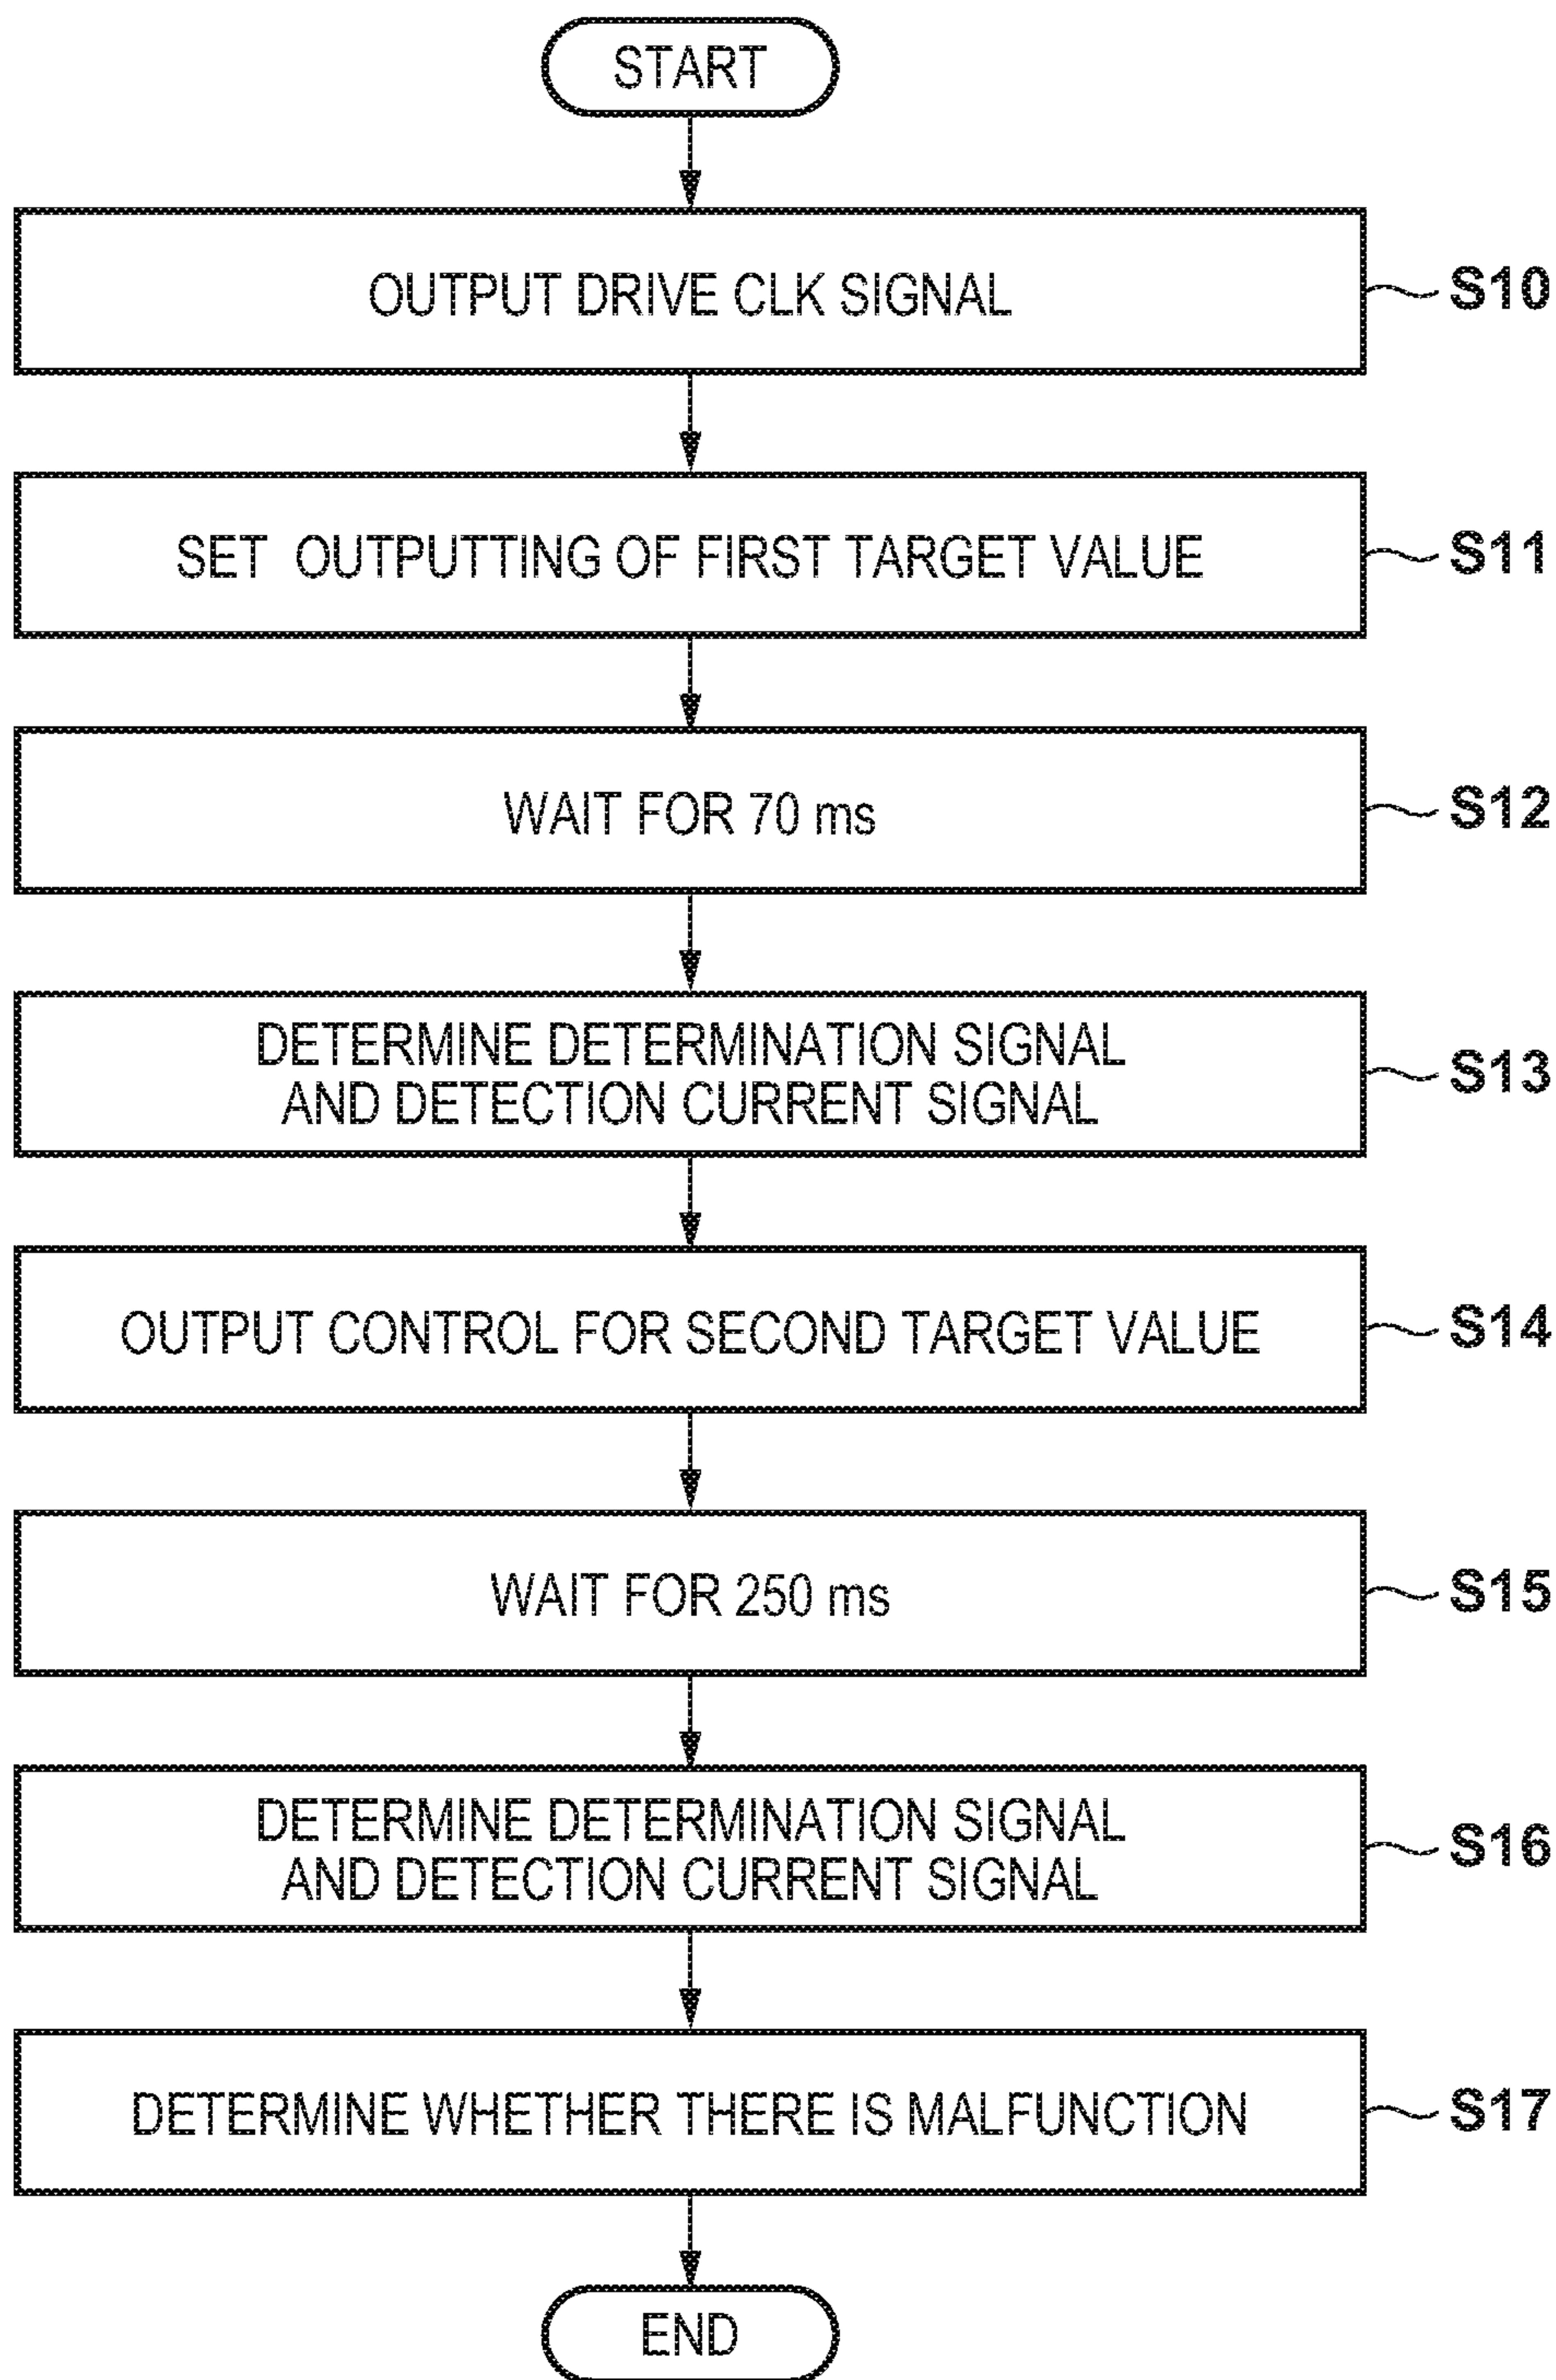 START
OUTPUT DRIVE CLK SIGNAL
S10
SET OUTPUTTING OF FIRST TARGET VALUE
S11
WAIT FOR 70 ms
S12
DETERMINE DETERMINATION SIGNAL
AND DETECTION CURRENT SIGNAL
S13
OUTPUT CONTROL FOR SECOND TARGET VALUE
S14
WAIT FOR 250 ms
S15
DETERMINE DETERMINATION SIGNAL
AND DETECTION CURRENT SIGNAL
S16
DETERMINE WHETHER THERE IS MALFUNCTION
S17
END